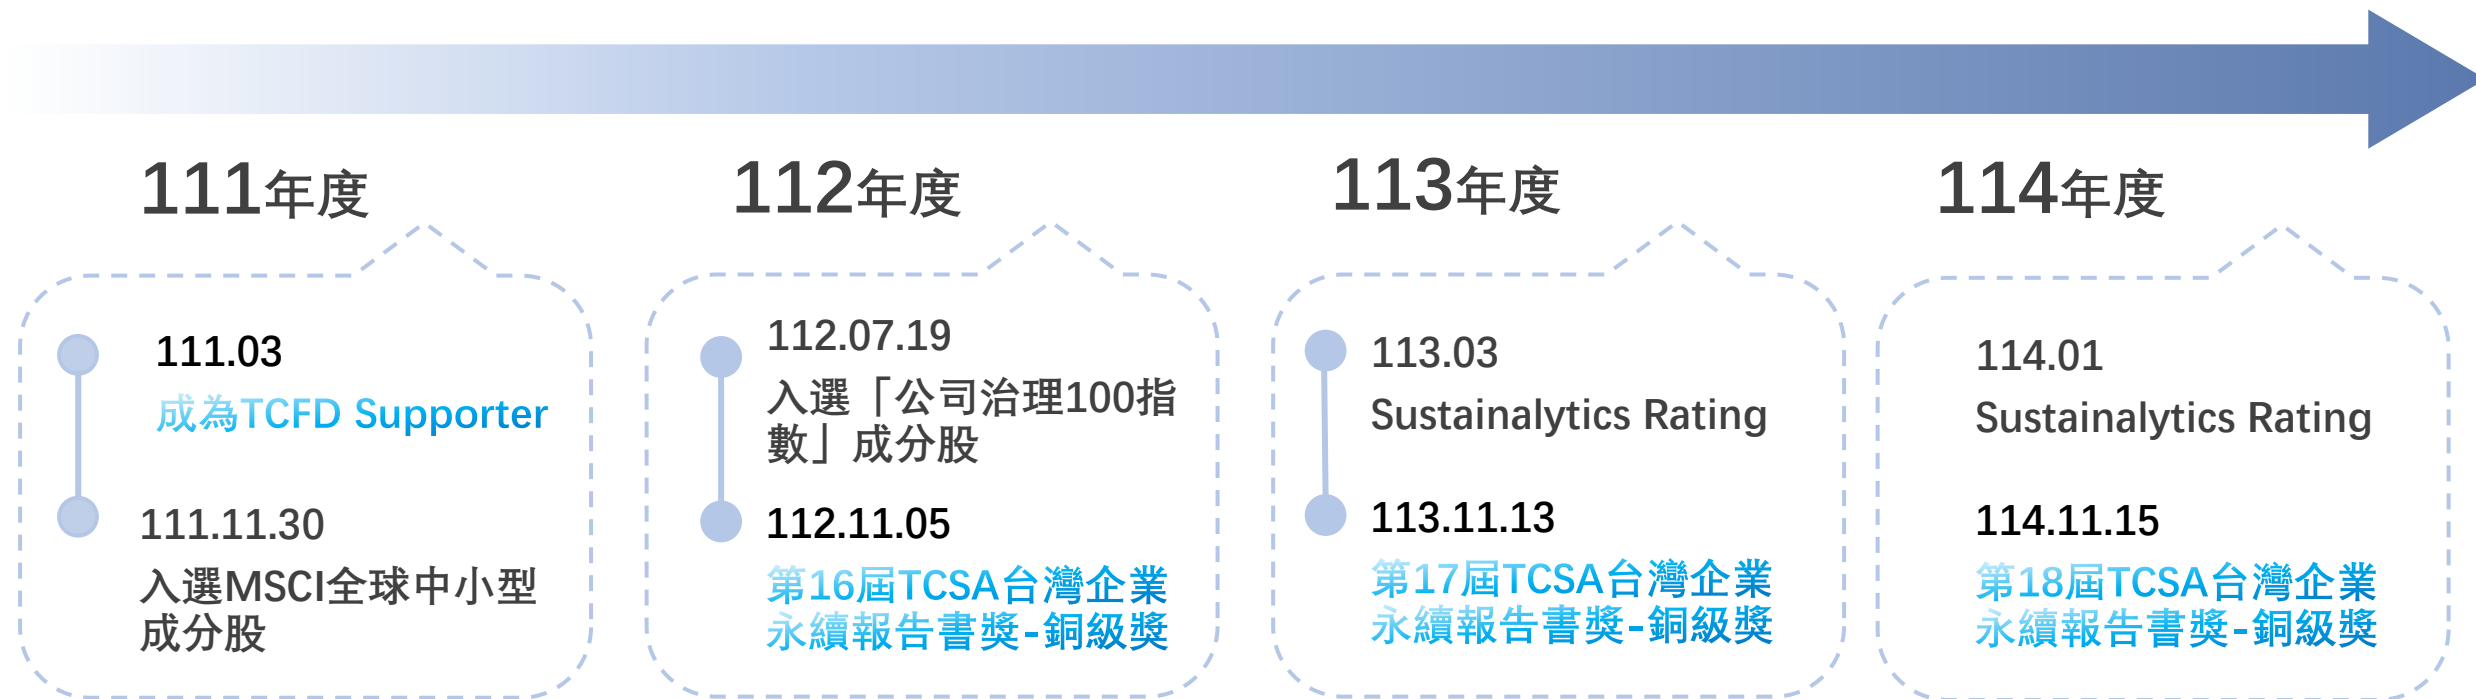 111年度
111.03
成為TCFD Supporter
111.11.30
入選MSCI全球中小型
成分股
112年度
112.07.19
入選「公司治理100指
數」成分股
112.11.05
第16屆TCSA台灣企業
永續報告書獎-銅級獎
113年度
113.03
Sustainalytics Rating
113.11.13
第17屆TCSA台灣企業
永續報告書獎-銅級獎
114年度
114.01
Sustainalytics Rating
114.11.15
第18屆TCSA台灣企業
永續報告書獎-銅級獎